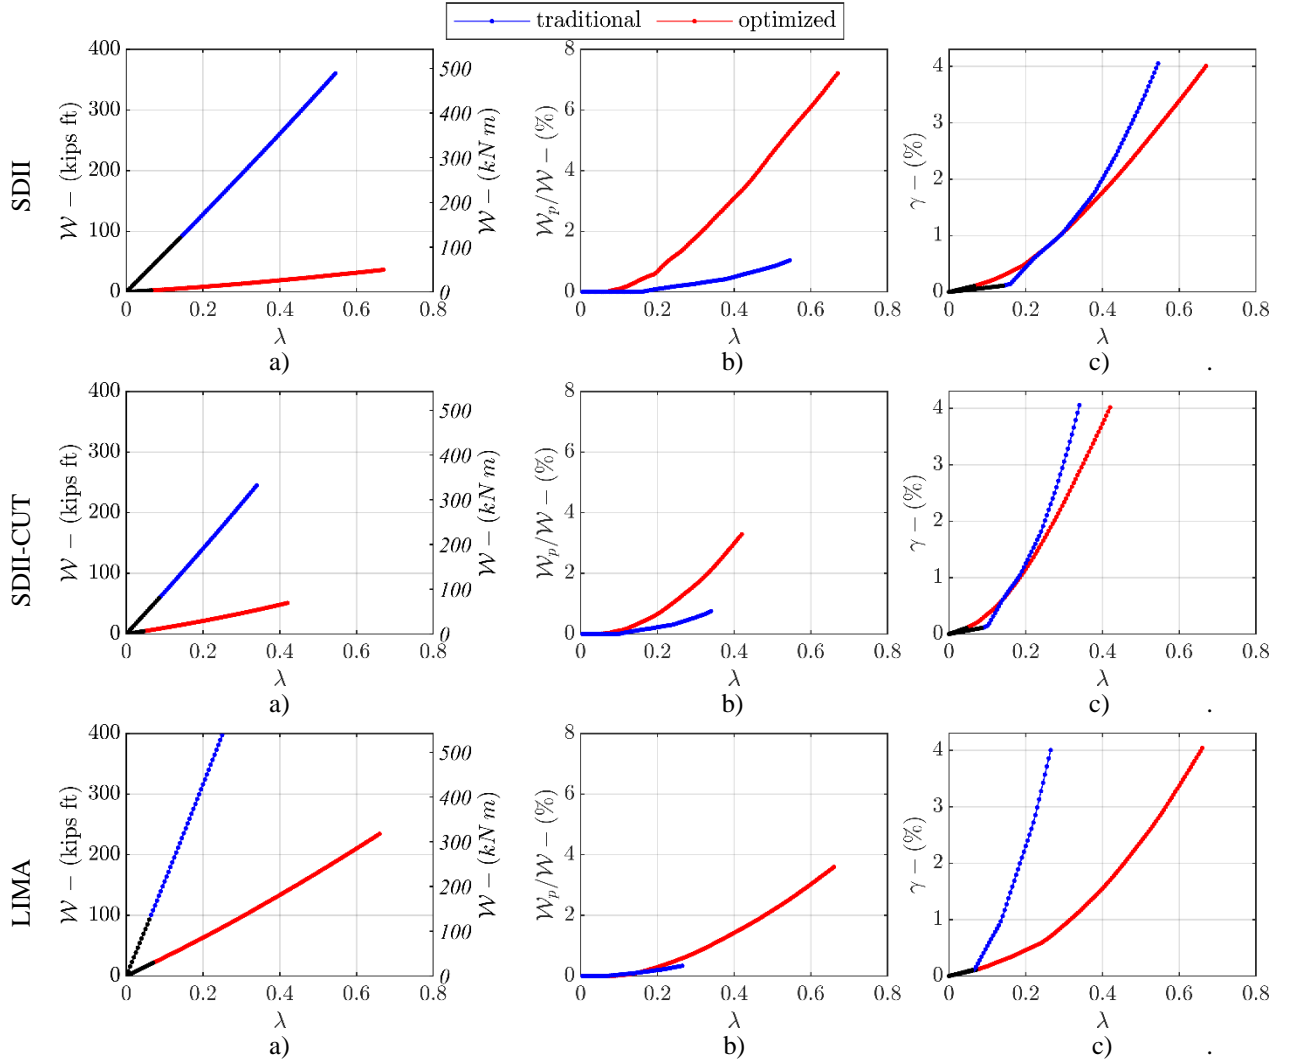 traditional optimized
SDII
400 300 200 100 0
𝒲 − (kips ft)
0 0.2 0.4 0.6 0.8
λ
500 400 300 200 100 0
𝒲 − (kN m)
a)
8 6 4 2 0
𝒲p/𝒲 − (%)
0 0.2 0.4 0.6 0.8
λ
b)
4 3 2 1 0
γ − (%)
0 0.2 0.4 0.6 0.8
λ
c) .
SDII-CUT
400 300 200 100 0
𝒲 − (kips ft)
0 0.2 0.4 0.6 0.8
λ
500 400 300 200 100 0
𝒲 − (kN m)
a)
8 6 4 2 0
𝒲p/𝒲 − (%)
0 0.2 0.4 0.6 0.8
λ
b)
4 3 2 1 0
γ − (%)
0 0.2 0.4 0.6 0.8
λ
c) .
LIMA
400 300 200 100 0
𝒲 − (kips ft)
0 0.2 0.4 0.6 0.8
λ
500 400 300 200 100 0
𝒲 − (kN m)
a)
8 6 4 2 0
𝒲p/𝒲 − (%)
0 0.2 0.4 0.6 0.8
λ
b)
4 3 2 1 0
γ − (%)
0 0.2 0.4 0.6 0.8
λ
c) .